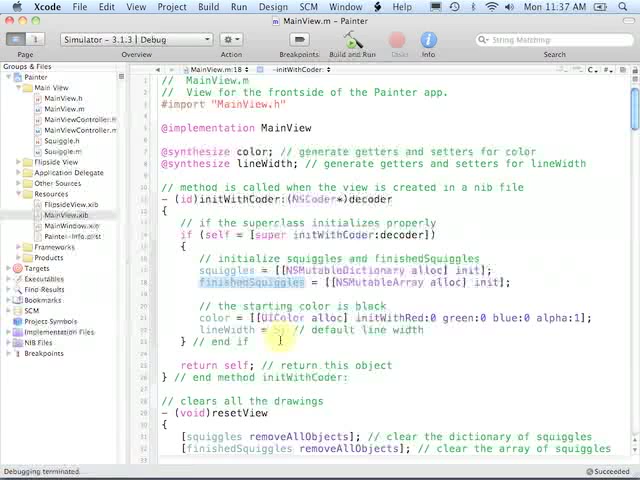 Xcode File Edit View Project Build Run Design SCM Window Help Mon 11:37 AM
MainView.m - Painter
Simulator - 3.1.3 | Debug
String Matching
Page Overview Action Breakpoints Build and Run Tasks Info Search
Groups & Files
MainView.m:18 -initWithCoder:
Painter
Main View
MainView.h
MainView.m
MainViewController.h
MainViewController.m
Squiggle.h
Squiggle.m
Flipside View
Application Delegate
Other Sources
Resources
FlipsideView.xib
MainView.xib
MainWindow.xib
Painter-Info.plist
Frameworks
Products
Targets
Executables
Find Results
Bookmarks
SCM
Project Symbols
Implementation Files
NIB Files
Breakpoints
// MainView.m
// View for the frontside of the Painter app.
#import "MainView.h"
@implementation MainView
@synthesize color; // generate getters and setters for color
@synthesize lineWidth; // generate getters and setters for lineWidth
// method is called when the view is created in a nib file
- (id)initWithCoder:(NSCoder*)decoder
{
// if the superclass initializes properly
if (self = [super initWithCoder:decoder])
{
// initialize squiggles and finishedSquiggles
squiggles = [[NSMutableDictionary alloc] init];
finishedSquiggles = [[NSMutableArray alloc] init];
// the starting color is black
color = [[UIColor alloc] initWithRed:0 green:0 blue:0 alpha:1];
lineWidth = 5; // default line width
} // end if
return self; // return this object
} // end method initWithCoder:
// clears all the drawings
- (void)resetView
{
[squiggles removeAllObjects]; // clear the dictionary of squiggles
[finishedSquiggles removeAllObjects]; // clear the array of squiggles
Debugging terminated.
Succeeded